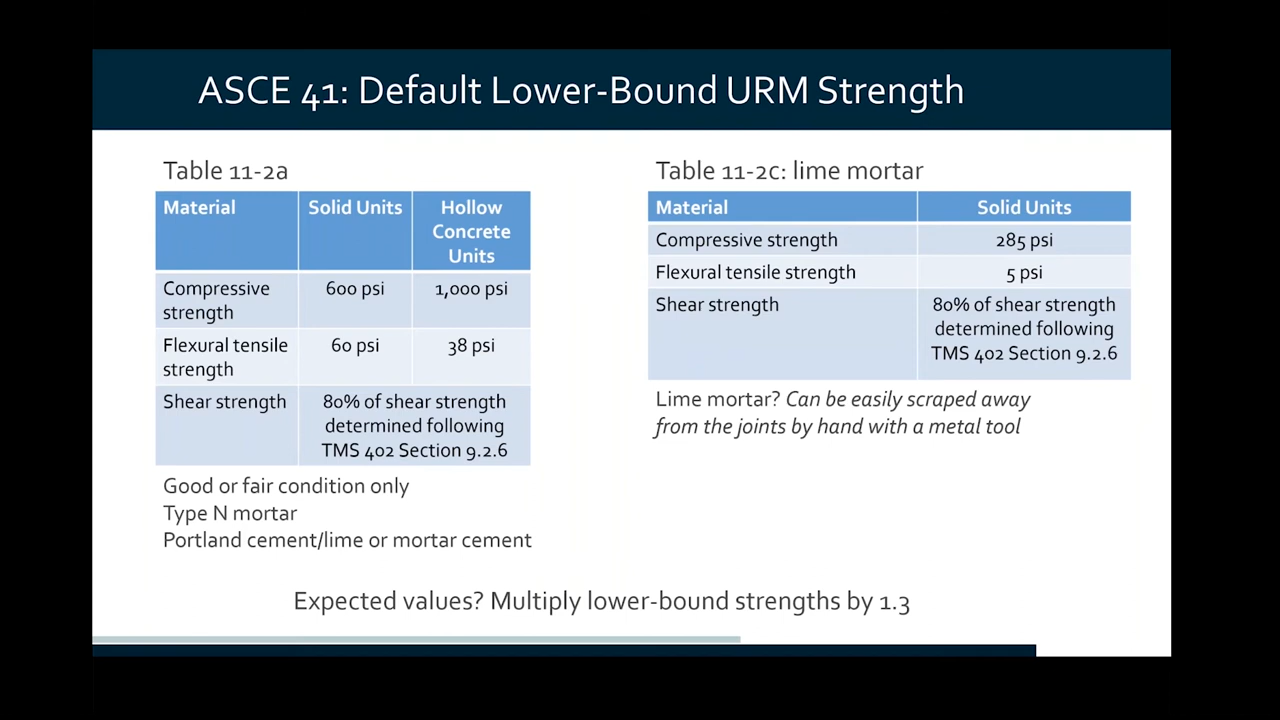 ASCE 41: Default Lower-Bound URM Strength
Table 11-2a
Material
Solid Units
Hollow
Concrete
Units
Compressive
strength
600 psi
1,000 psi
Flexural tensile
strength
60 psi
38 psi
Shear strength
80% of shear strength
determined following
TMS 402 Section 9.2.6
Good or fair condition only
Type N mortar
Portland cement/lime or mortar cement
Table 11-2c: lime mortar
Material
Solid Units
Compressive strength
285 psi
Flexural tensile strength
5 psi
Shear strength
80% of shear strength
determined following
TMS 402 Section 9.2.6
Lime mortar? Can be easily scraped away
from the joints by hand with a metal tool
Expected values? Multiply lower-bound strengths by 1.3